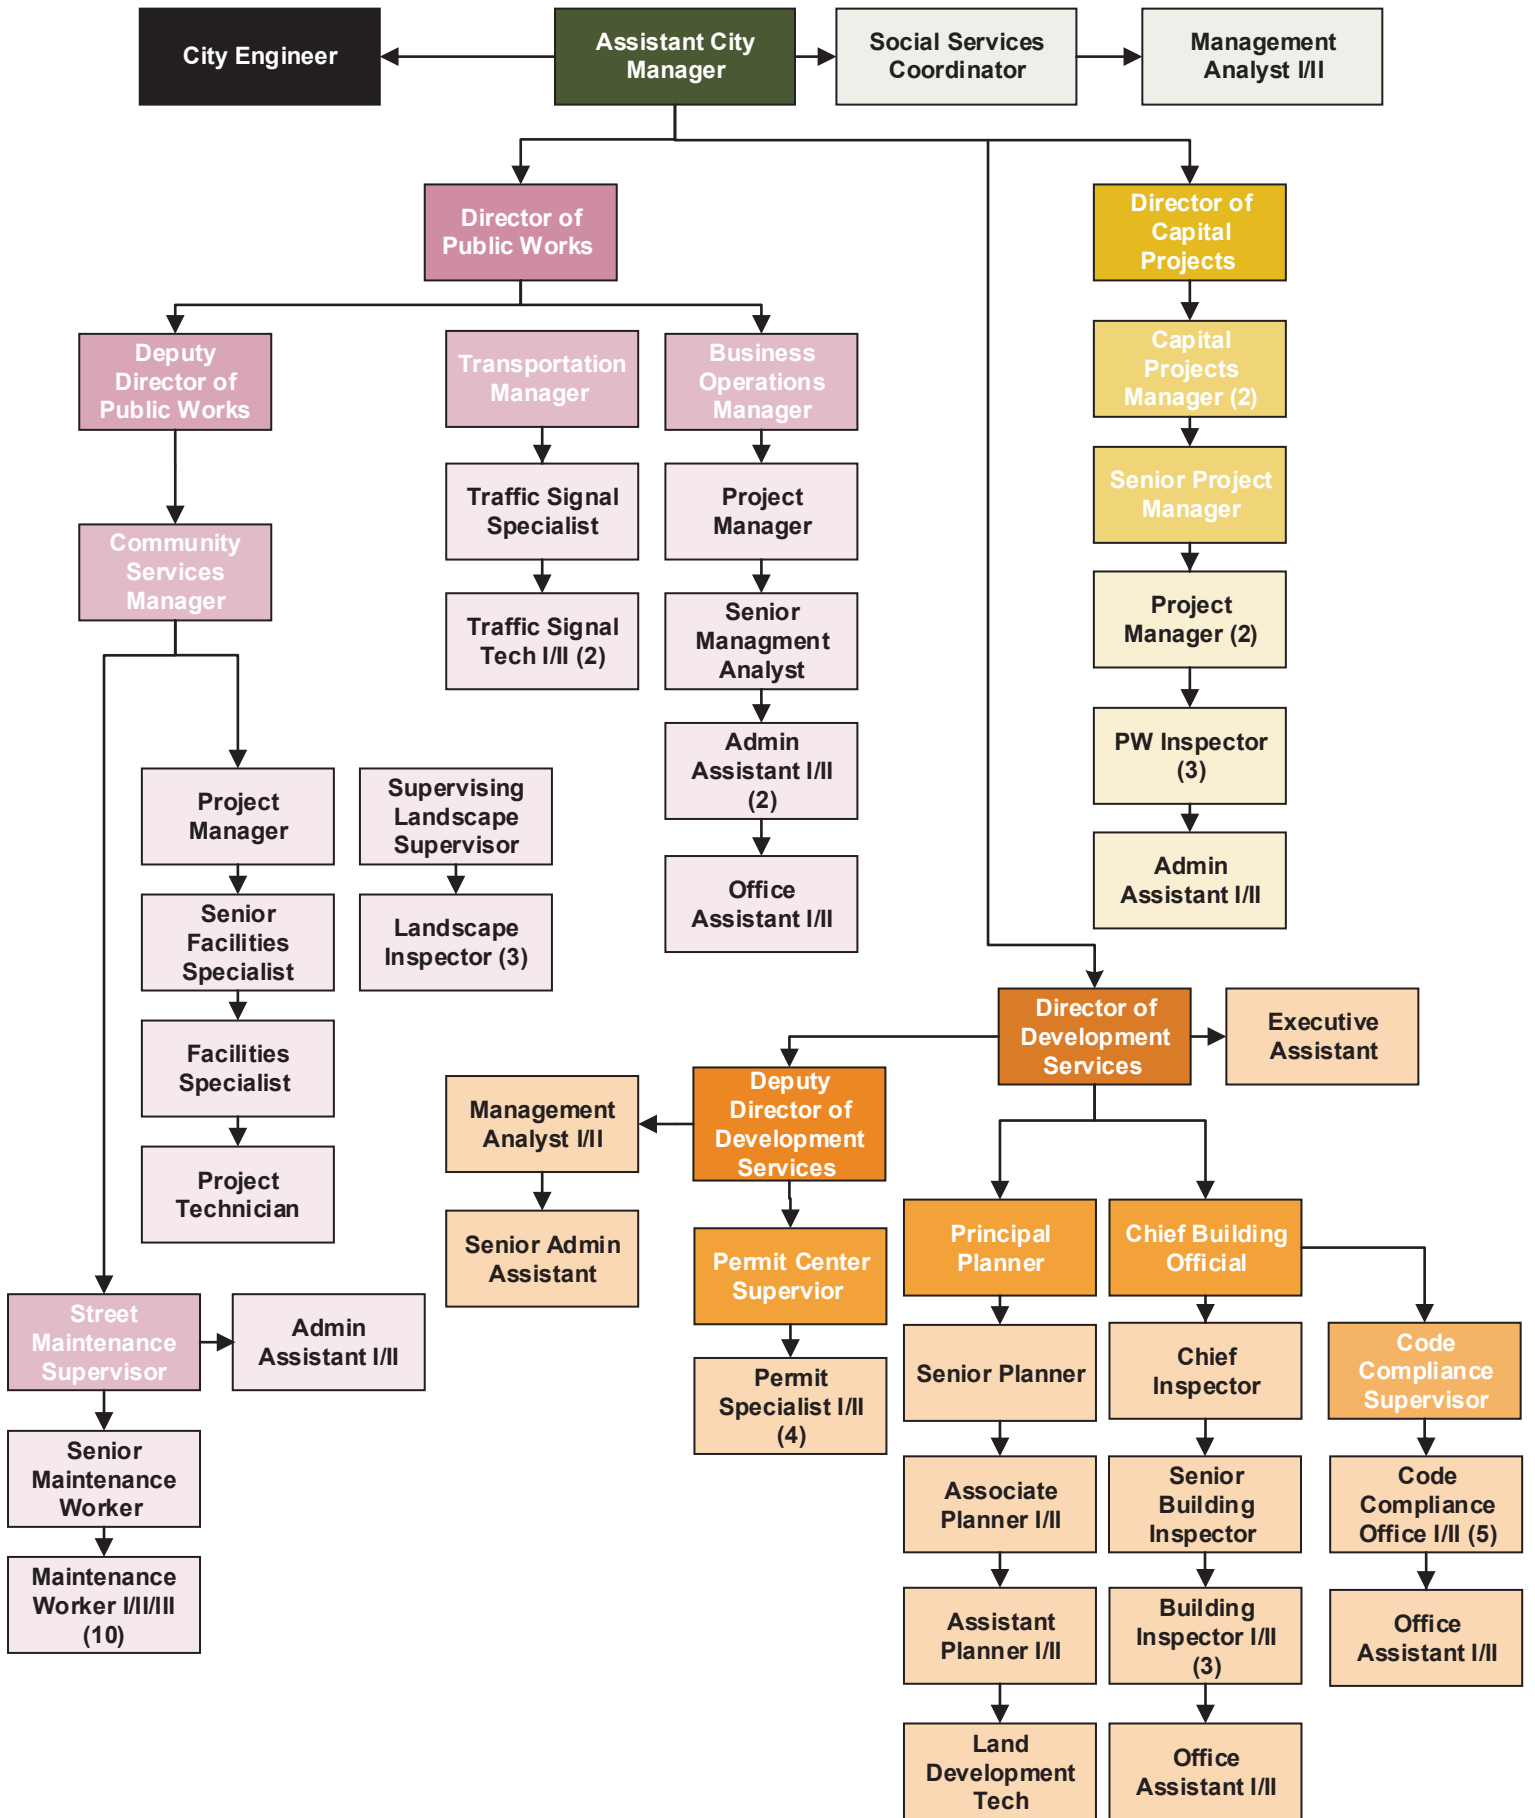 City Engineer
Assistant City
Manager
Social Services
Coordinator
Management
Analyst I/II
Director of
Public Works
Director of
Capital
Projects
Deputy
Director of
Public Works
Transportation
Manager
Business
Operations
Manager
Capital
Projects
Manager (2)
Traffic Signal
Specialist
Project
Manager
Senior Project
Manager
Community
Services
Manager
Traffic Signal
Tech I/II (2)
Senior
Managment
Analyst
Project
Manager (2)
Admin
Assistant I/II
(2)
PW Inspector
(3)
Project
Manager
Supervising
Landscape
Supervisor
Office
Assistant I/II
Admin
Assistant I/II
Senior
Facilities
Specialist
Landscape
Inspector (3)
Facilities
Specialist
Project
Technician
Director of
Development
Services
Executive
Assistant
Management
Analyst I/II
Deputy
Director of
Development
Services
Senior Admin
Assistant
Permit Center
Supervior
Principal
Planner
Chief Building
Official
Street
Maintenance
Supervisor
Admin
Assistant I/II
Permit
Specialist I/II
(4)
Senior Planner
Chief
Inspector
Code
Compliance
Supervisor
Senior
Maintenance
Worker
Associate
Planner I/II
Senior
Building
Inspector
Code
Compliance
Office I/II (5)
Maintenance
Worker I/II/III
(10)
Assistant
Planner I/II
Building
Inspector I/II
(3)
Office
Assistant I/II
Land
Development
Tech
Office
Assistant I/II